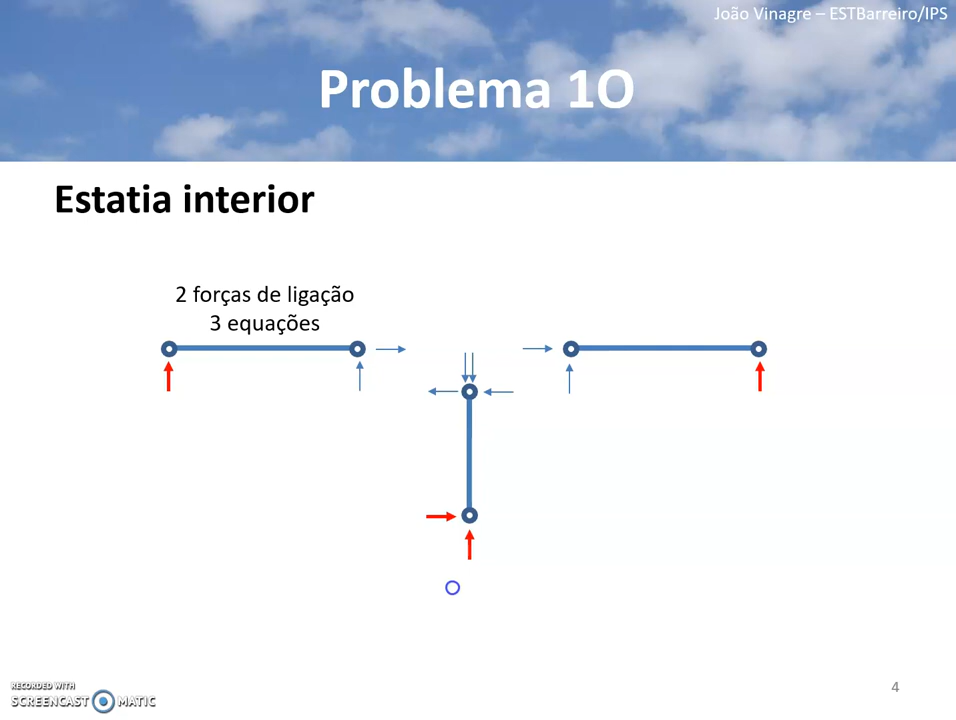 João Vinagre – ESTBarreiro/IPS
Problema 1O
Estatia interior
2 forças de ligação
3 equações
RECORDED WITH
SCREENCAST MATIC
4